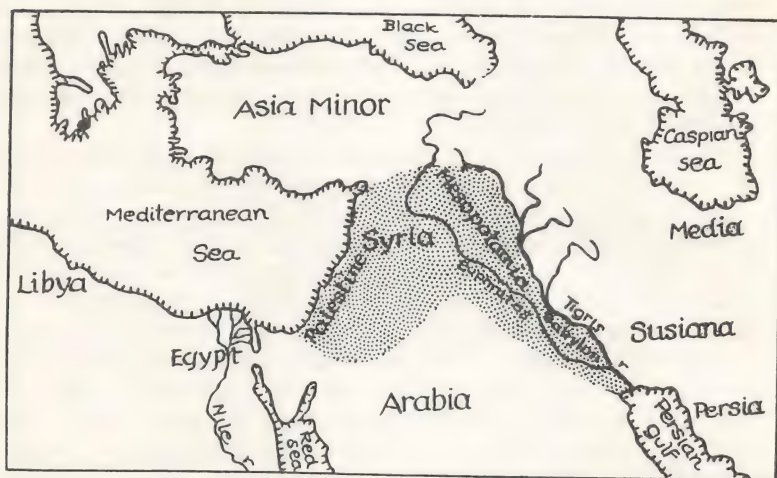 Black
Sea
Asia Minor
Caspian
sea
Mediterranean
Sea
Mesopotamia
Media
Syria
Palestine
Libya
Euphrates
Tigris
Babylon
Susiana
Egypt
Nile
Arabia
Red
Sea
Persian
gulf
Persia